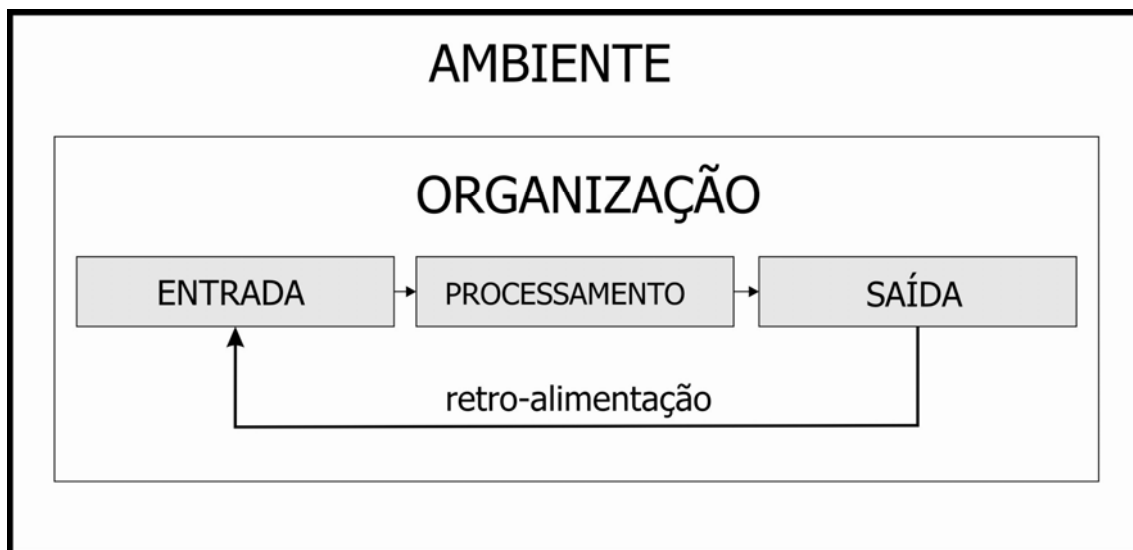 AMBIENTE
ORGANIZAÇÃO
ENTRADA
PROCESSAMENTO
SAÍDA
retro-alimentação